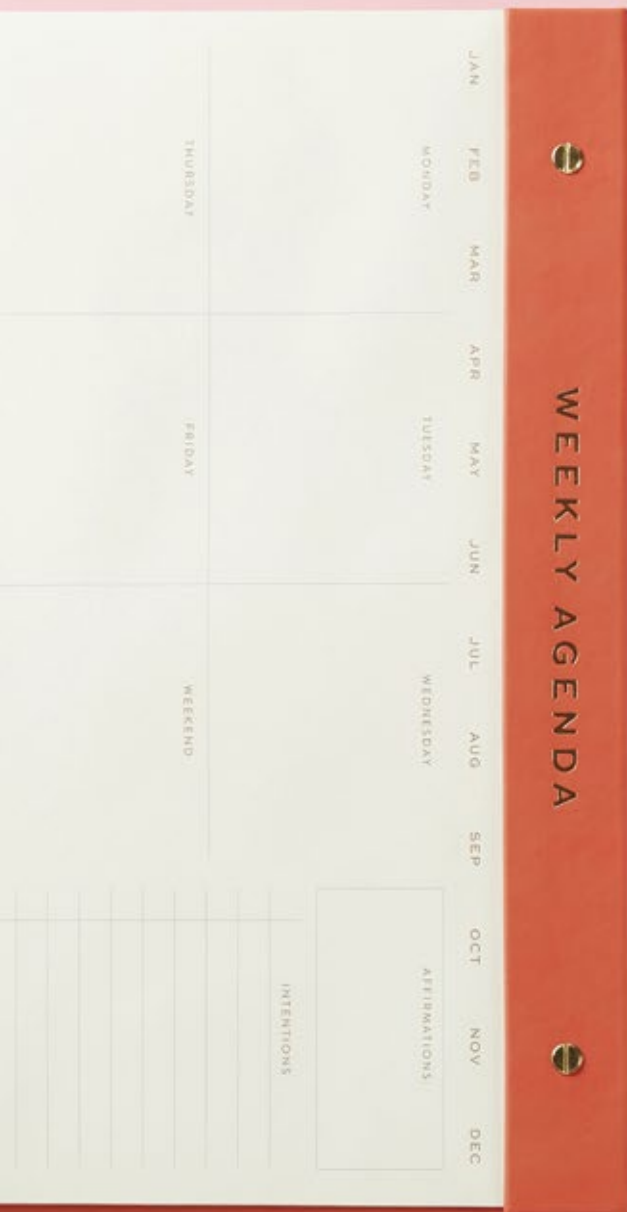 WEEKLY AGENDA
JAN FEB MAR APR MAY JUN JUL AUG SEP OCT NOV DEC
MONDAY TUESDAY WEDNESDAY AFFIRMATIONS
INTENTIONS
THURSDAY FRIDAY WEEKEND